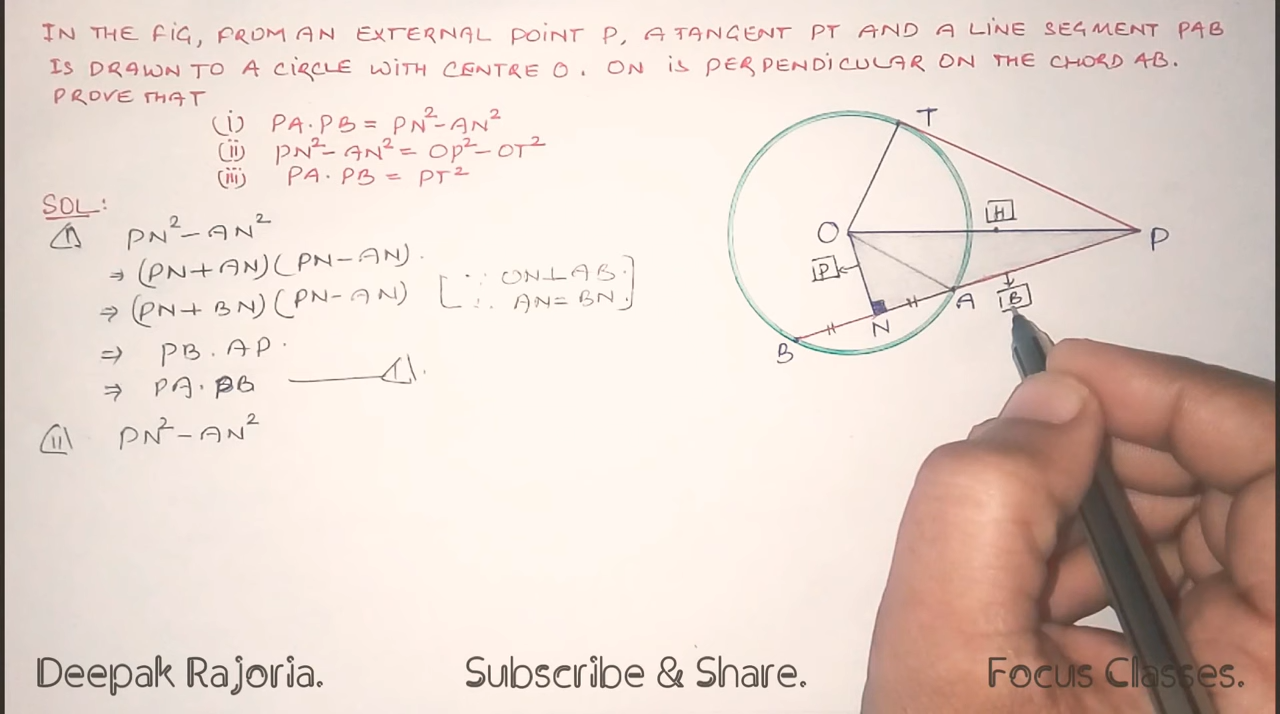 IN THE FIG, FROM AN EXTERNAL POINT P, A TANGENT PT AND A LINE SEGMENT PAB
IS DRAWN TO A CIRCLE WITH CENTRE O. ON IS PERPENDICULAR ON THE CHORD AB.
PROVE THAT
(i) PA·PB = PN²-AN²
(ii) PN²-AN² = OP²-OT²
(iii) PA·PB = PT²
SOL:
(i) PN²-AN²
⇒ (PN+AN)(PN-AN).
⇒ (PN+BN)(PN-AN) [∵ ON⊥AB. ∴ AN=BN.]
⇒ PB·AP.
⇒ PA·PB —— (1).
(ii) PN²-AN²
T
H
O
P
P
A
B
N
B
Deepak Rajoria.
Subscribe & Share.
Focus Classes.